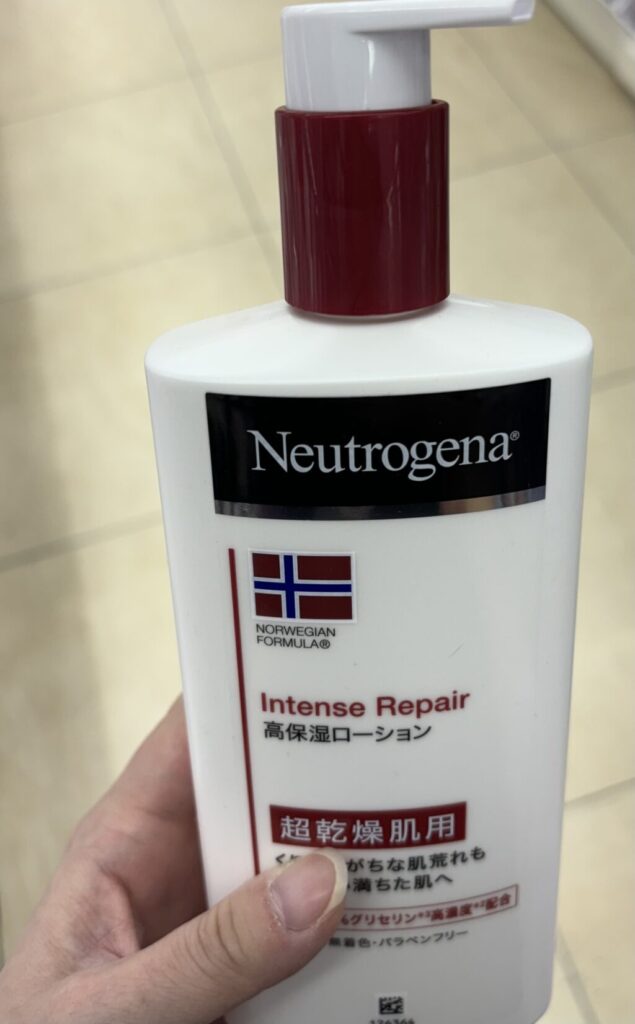 Neutrogena®
NORWEGIAN
FORMULA®
Intense Repair
高保湿ローション
超乾燥肌用
がちな肌荒れも
満ちた肌へ
%グリセリン*³高濃度*²配合
無着色・パラベンフリー